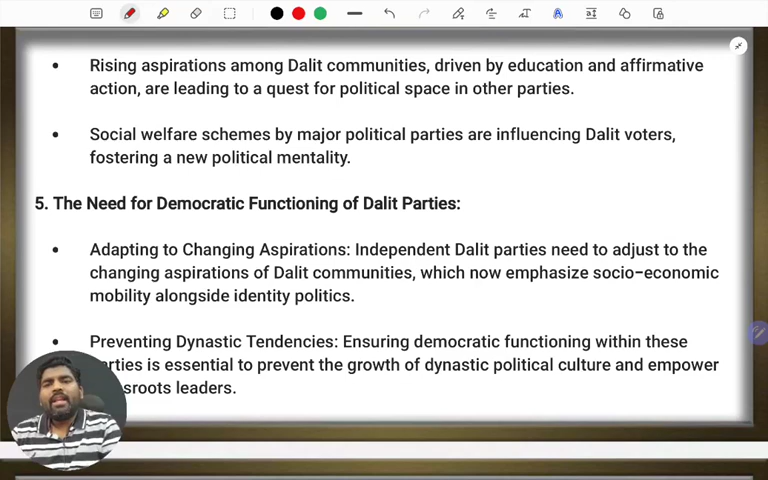 • Rising aspirations among Dalit communities, driven by education and affirmative
action, are leading to a quest for political space in other parties.
• Social welfare schemes by major political parties are influencing Dalit voters,
fostering a new political mentality.
5. The Need for Democratic Functioning of Dalit Parties:
• Adapting to Changing Aspirations: Independent Dalit parties need to adjust to the
changing aspirations of Dalit communities, which now emphasize socio-economic
mobility alongside identity politics.
• Preventing Dynastic Tendencies: Ensuring democratic functioning within these
is essential to prevent the growth of dynastic political culture and empower
leaders.